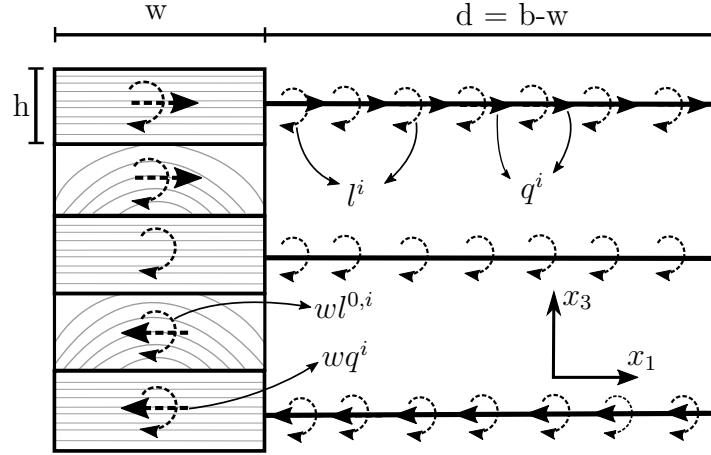 w
d = b-w
h
l^i
q^i
wl^{0,i}
x_3
wq^i
x_1